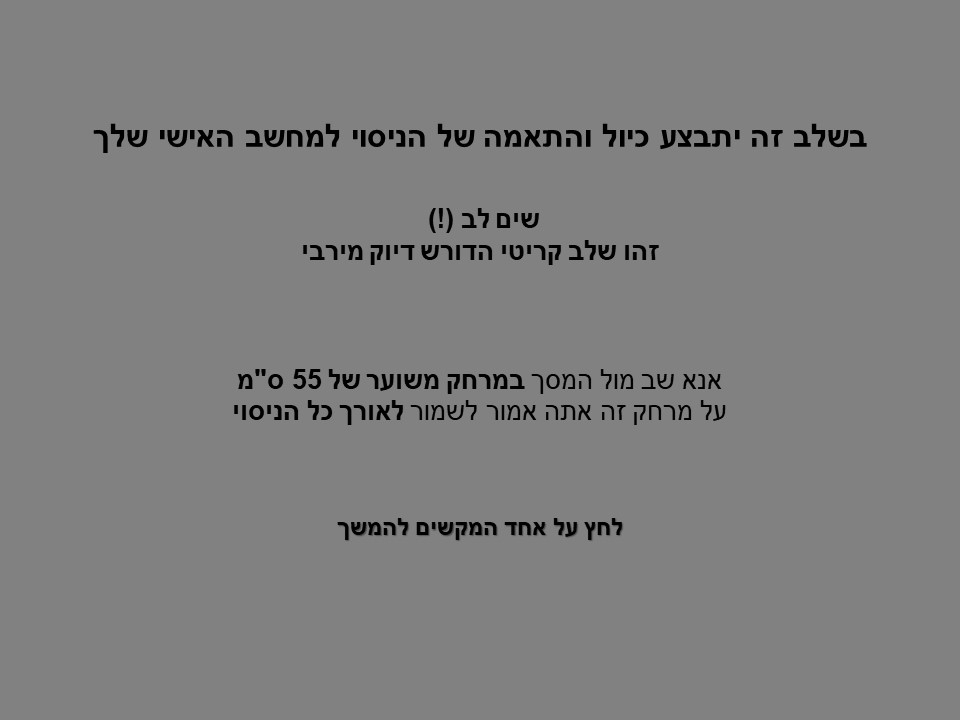 בשלב זה יתבצע כיול והתאמה של הניסוי למחשב האישי שלך
שים לב (!)
זהו שלב קריטי הדורש דיוק מירבי
אנא שב מול המסך במרחק משוער של 55 ס"מ
על מרחק זה אתה אמור לשמור לאורך כל הניסוי
לחץ על אחד המקשים להמשך